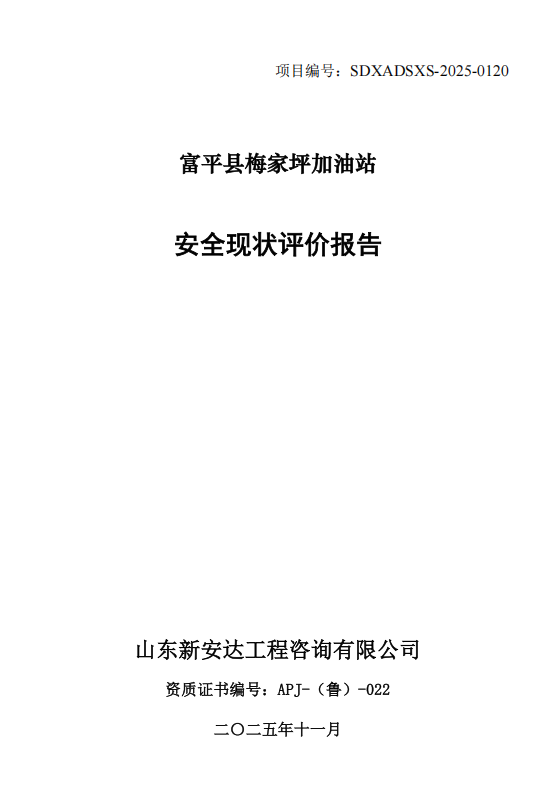 项目编号：SDXADSXS-2025-0120
富平县梅家坪加油站
安全现状评价报告
山东新安达工程咨询有限公司
资质证书编号：APJ-（鲁）-022
二〇二五年十一月